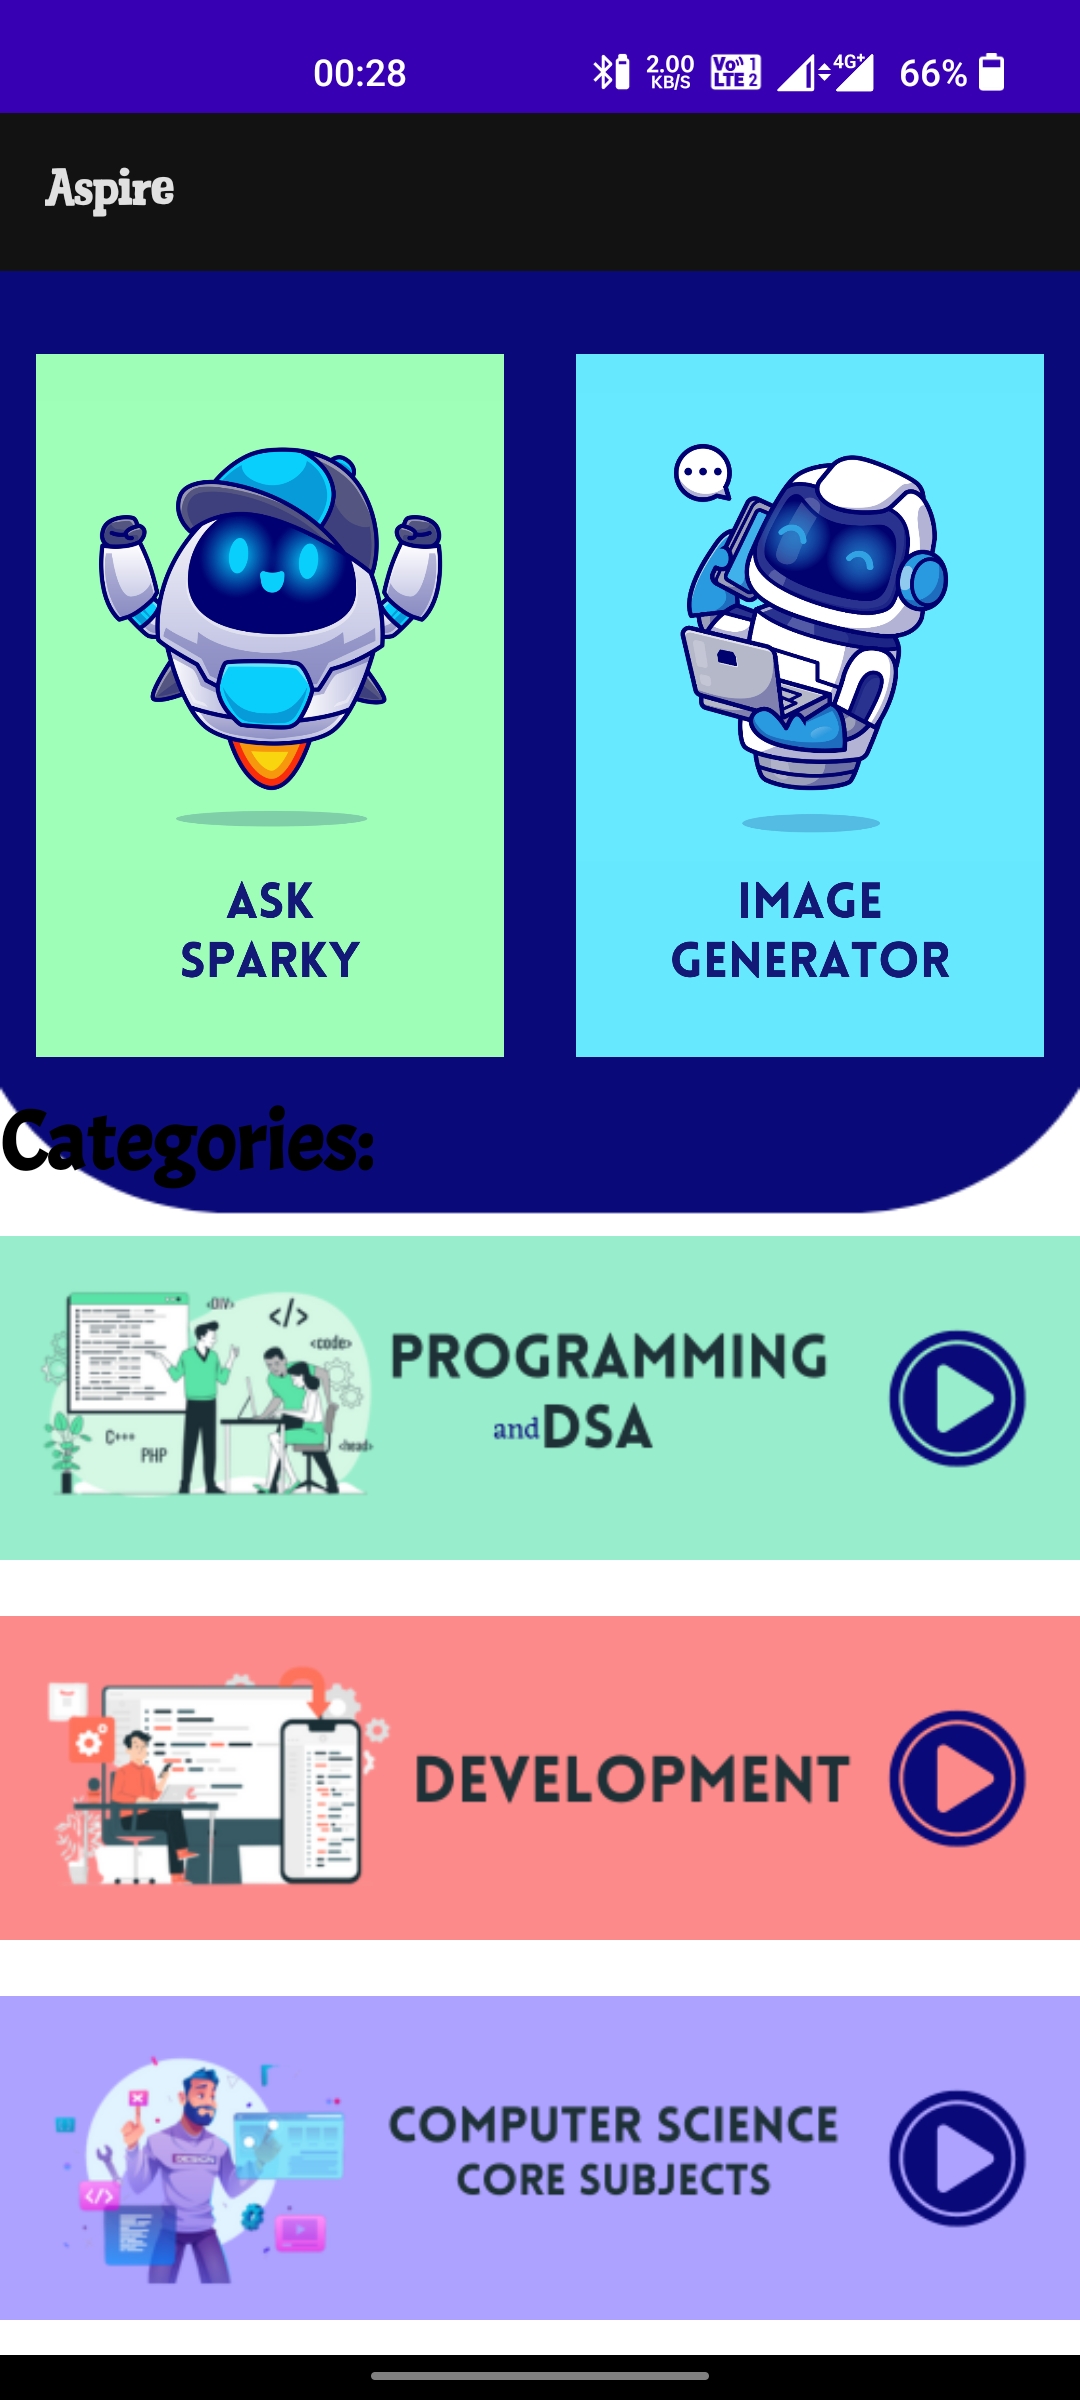 00:28
2.00
KB/S
Vo)) 1
LTE 2
4G+
66%
Aspire
ASK
SPARKY
IMAGE
GENERATOR
Categories:
<DIV>
</>
<code>
C+++
PHP
<head>
PROGRAMMING
and DSA
DEVELOPMENT
DESIGN
</>
COMPUTER SCIENCE
CORE SUBJECTS